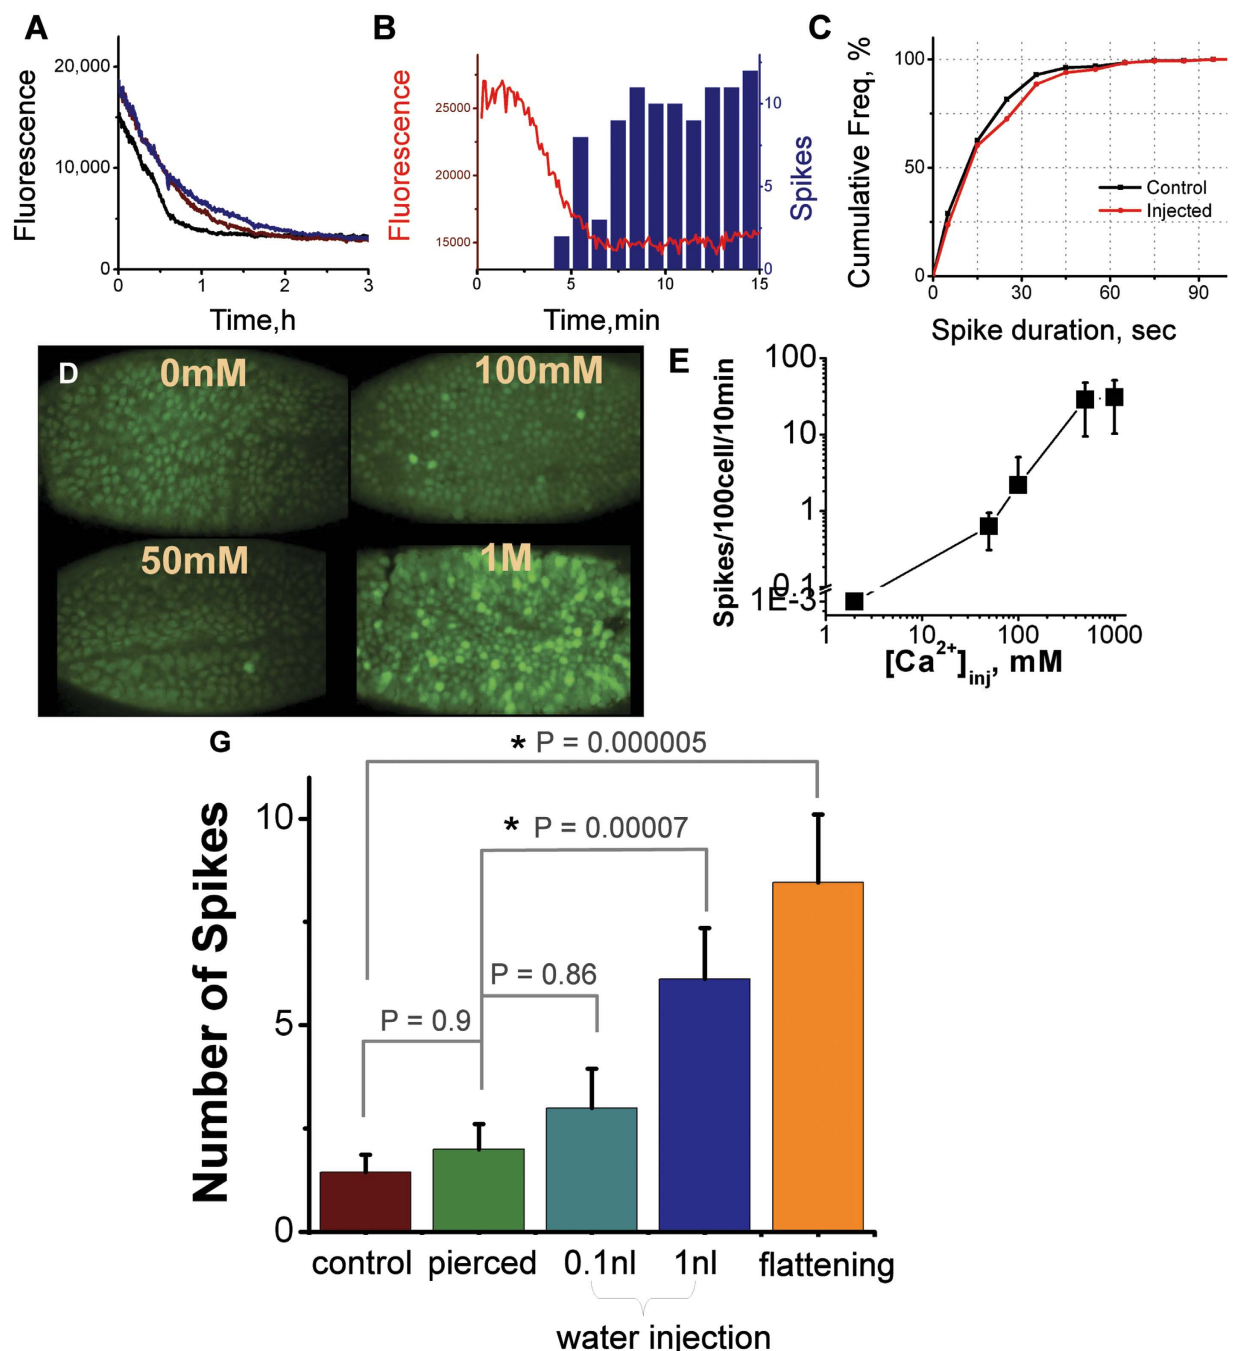 A
Fluorescence
20,000
10,000
0
0 1 2 3
Time,h
B
Fluorescence
25000
20000
15000
0 5 10 15
Time,min
10
5
0
Spikes
C
Cumulative Freq, %
100
50
0
0 30 60 90
Control
Injected
Spike duration, sec
D
0mM
100mM
50mM
1M
E
Spikes/100cell/10min
100
10
1
0.1
1E-3
1 10 100 1000
[Ca²⁺]inj, mM
G
* P = 0.000005
* P = 0.00007
P = 0.86
P = 0.9
Number of Spikes
10
5
0
control pierced 0.1nl 1nl flattening
water injection